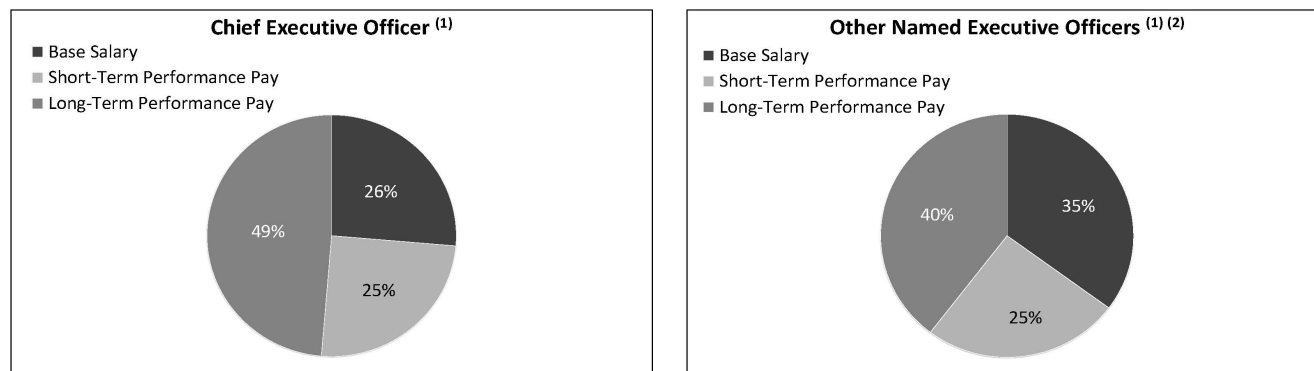 Chief Executive Officer (1)
Base Salary
Short-Term Performance Pay
Long-Term Performance Pay
26%
49%
25%
Other Named Executive Officers (1) (2)
Base Salary
Short-Term Performance Pay
Long-Term Performance Pay
35%
40%
25%